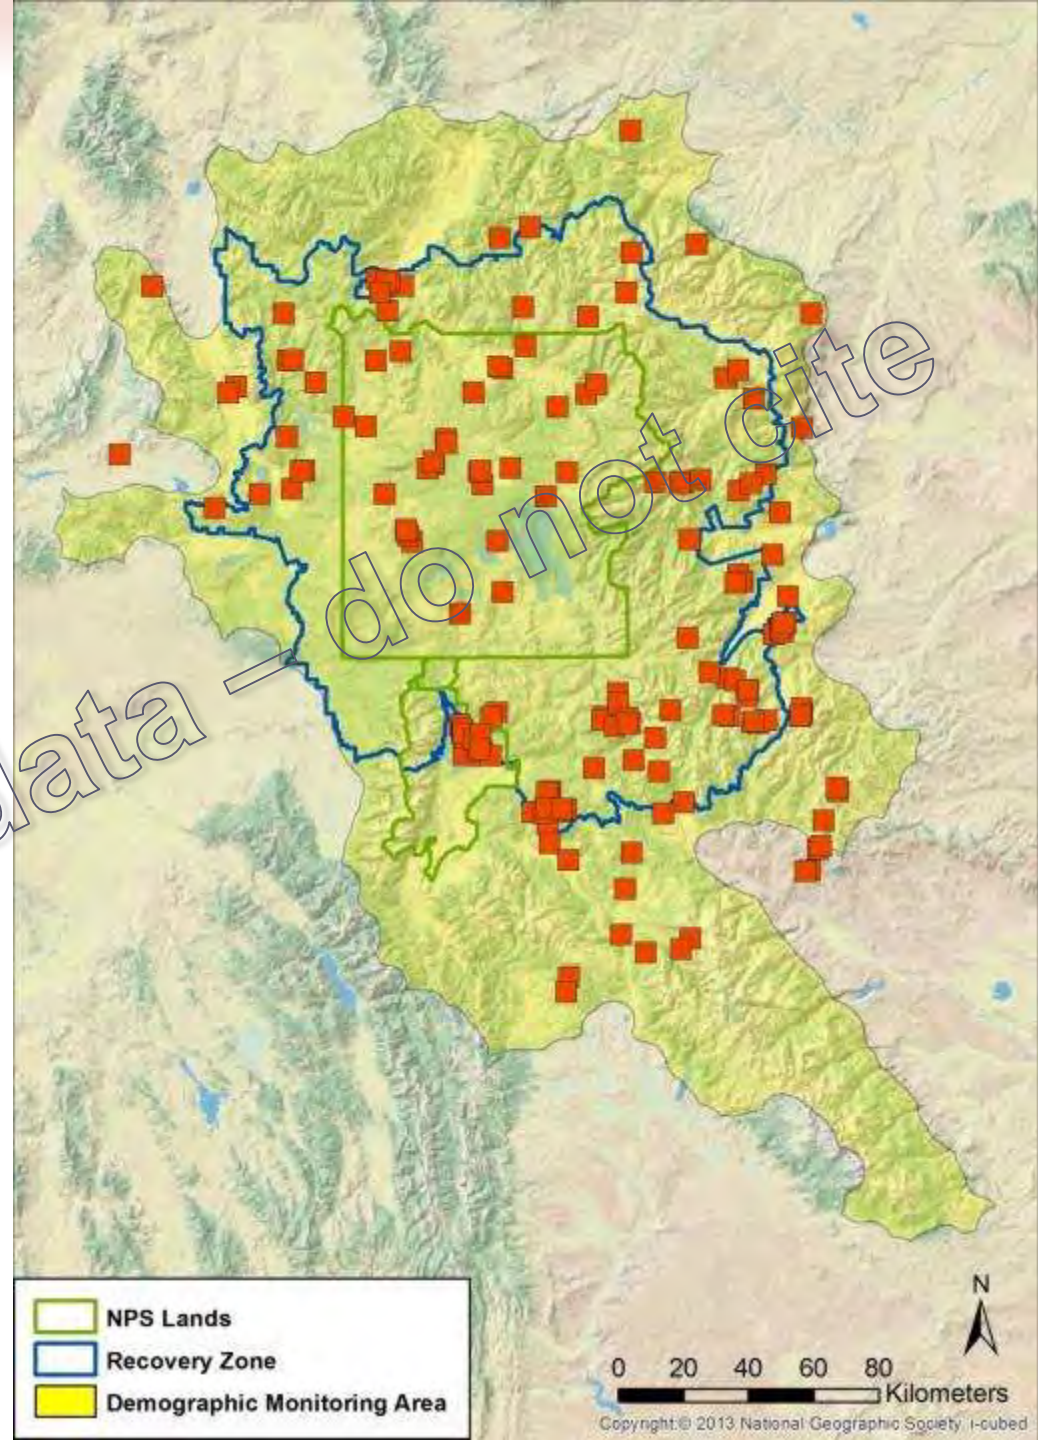 data – do not cite
NPS Lands
Recovery Zone
Demographic Monitoring Area
N
0 20 40 60 80
Kilometers
Copyright:© 2013 National Geographic Society, i-cubed